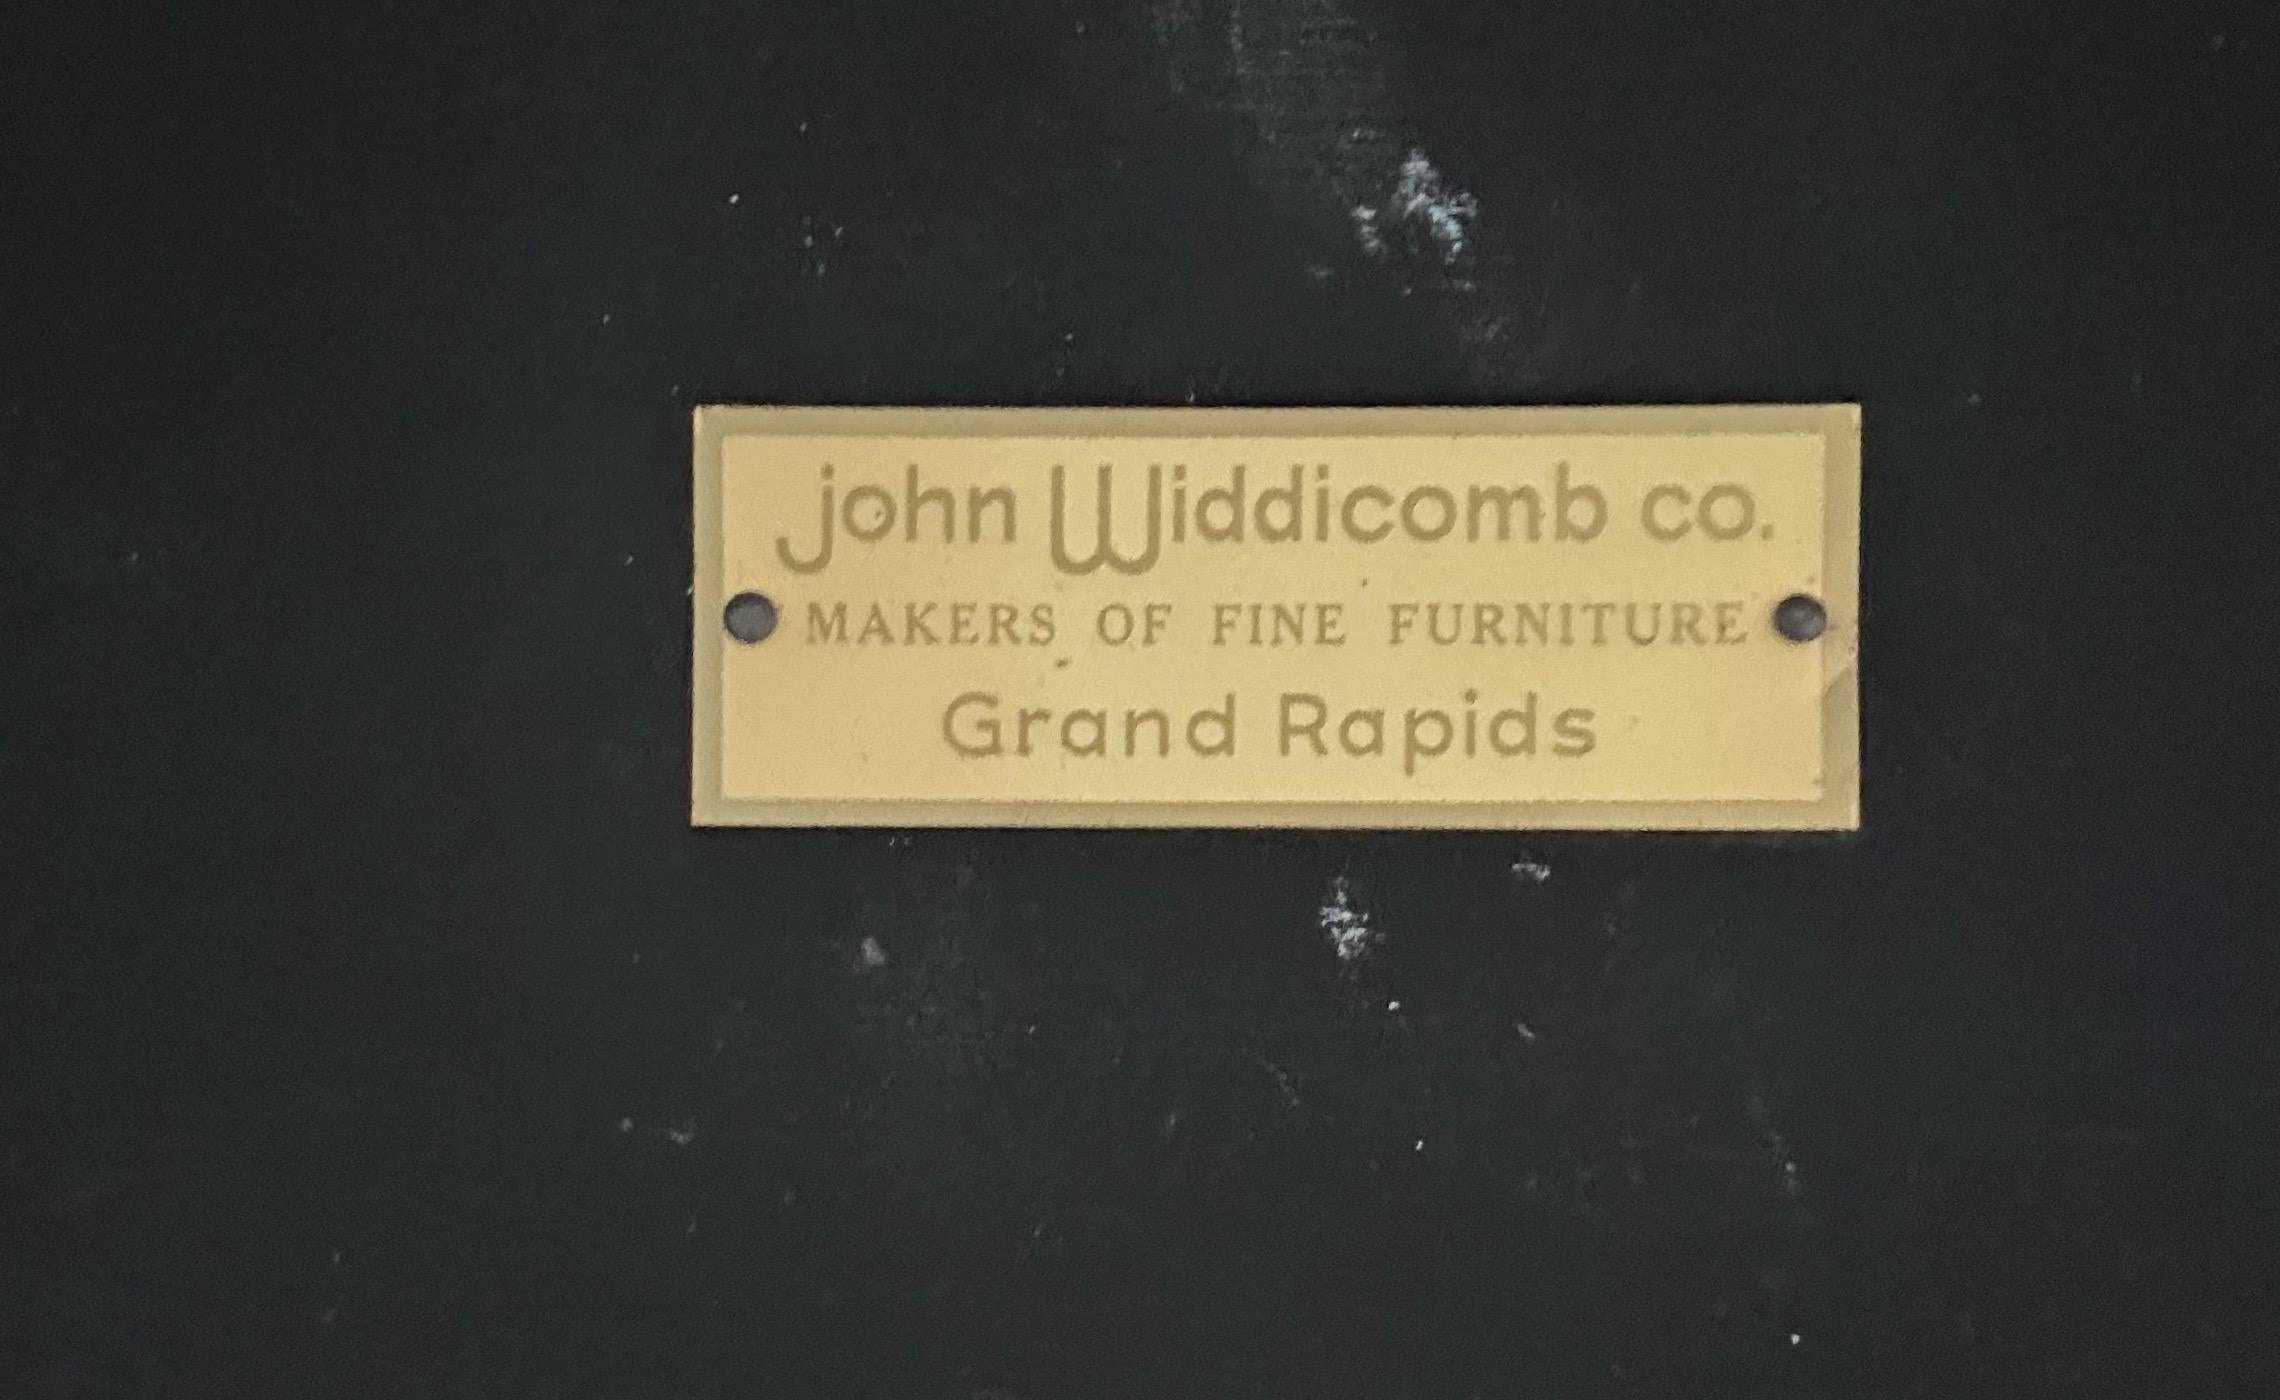 john Widdicomb co.
MAKERS OF FINE FURNITURE
Grand Rapids